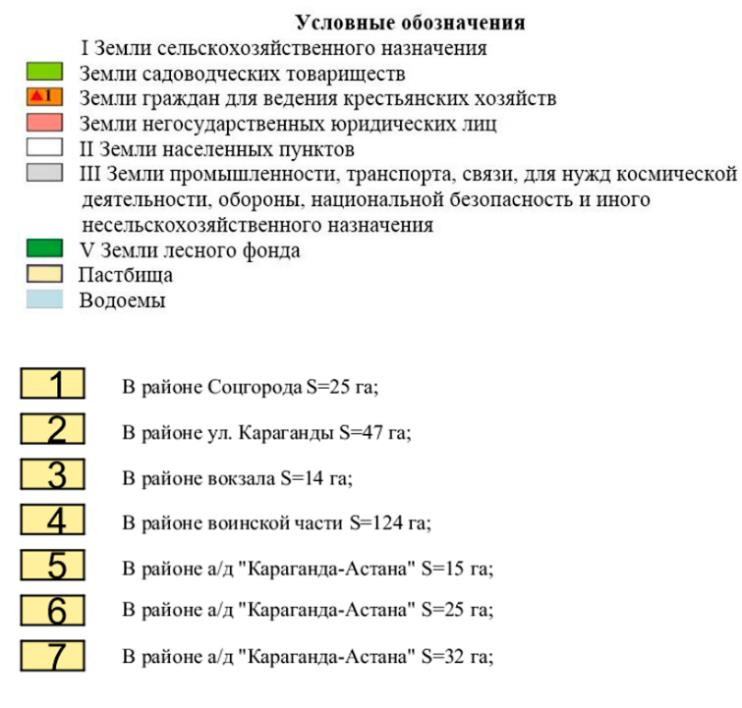 Условные обозначения
I Земли сельскохозяйственного назначения
Земли садоводческих товариществ
1 Земли граждан для ведения крестьянских хозяйств
Земли негосударственных юридических лиц
II Земли населенных пунктов
III Земли промышленности, транспорта, связи, для нужд космической
деятельности, обороны, национальной безопасность и иного
несельскохозяйственного назначения
V Земли лесного фонда
Пастбища
Водоемы
1 В районе Соцгорода S=25 га;
2 В районе ул. Караганды S=47 га;
3 В районе вокзала S=14 га;
4 В районе воинской части S=124 га;
5 В районе а/д "Караганда-Астана" S=15 га;
6 В районе а/д "Караганда-Астана" S=25 га;
7 В районе а/д "Караганда-Астана" S=32 га;